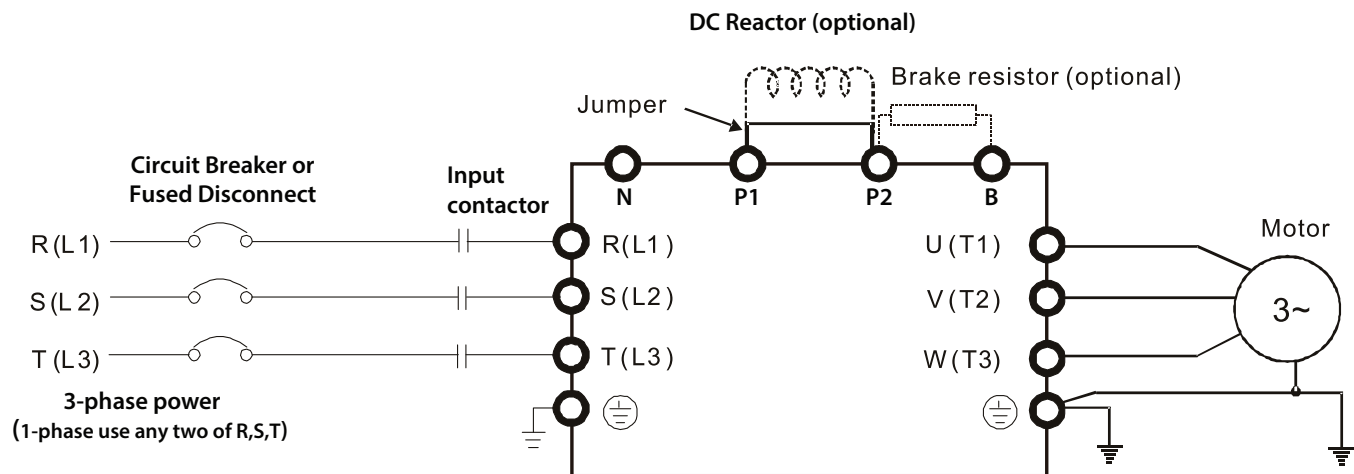 DC Reactor (optional)
Brake resistor (optional)
Jumper
Circuit Breaker or
Fused Disconnect
Input
contactor
N
P1
P2
B
R(L1)
R(L1)
U(T1)
Motor
S(L2)
S(L2)
V(T2)
3~
T(L3)
T(L3)
W(T3)
3-phase power
(1-phase use any two of R,S,T)